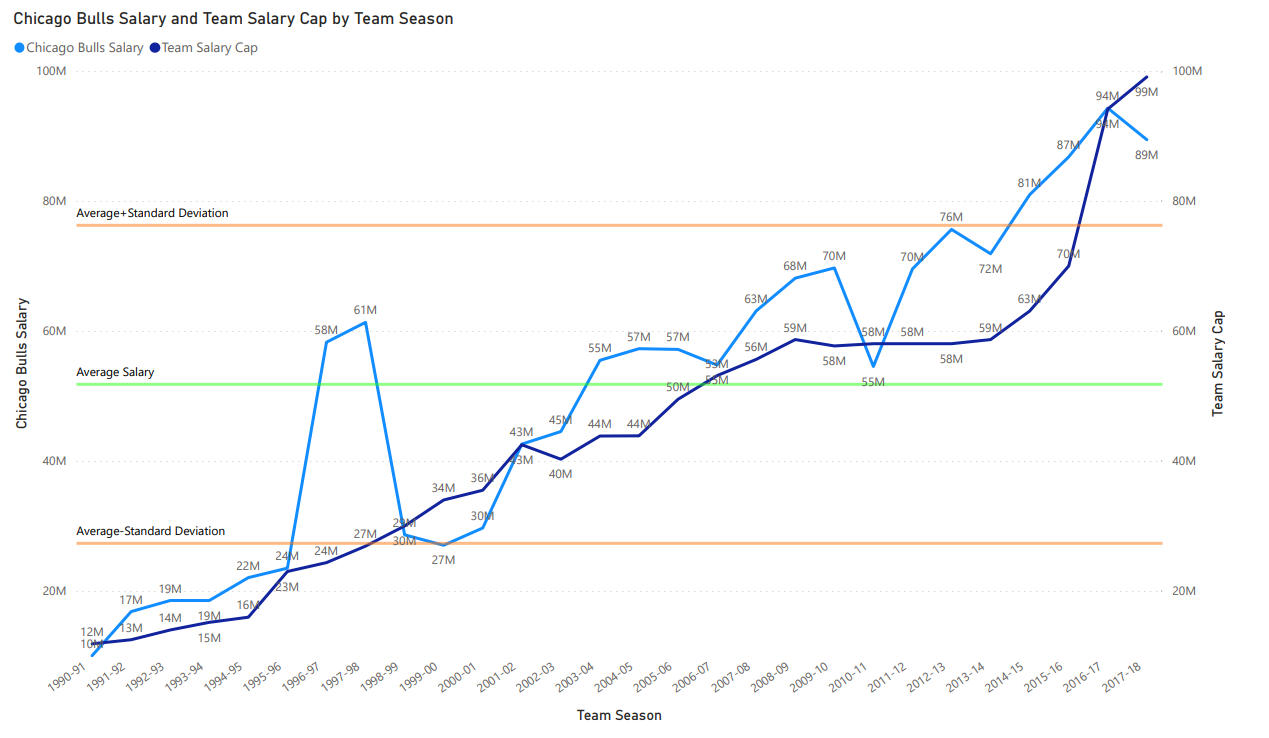 Chicago Bulls Salary and Team Salary Cap by Team Season
Chicago Bulls Salary Team Salary Cap
100M 100M
99M
94M
94M
89M
87M
81M
80M 80M
76M
Average+Standard Deviation
72M
70M 70M 70M
68M
63M 63M
61M
60M 60M
58M 58M 58M
59M 59M
57M 57M
56M
58M 58M
55M
53M
55M
55M
Average Salary
50M
45M
44M 44M
43M
43M
40M 40M
40M
36M
34M
30M
29M
30M
Average-Standard Deviation
27M
27M
24M 24M
23M
22M
20M 20M
19M
19M
17M
16M
15M
14M
13M
12M
10M
Chicago Bulls Salary
Team Salary Cap
1990-91 1991-92 1992-93 1993-94 1994-95 1995-96 1996-97 1997-98 1998-99 1999-00 2000-01 2001-02 2002-03 2003-04 2004-05 2005-06 2006-07 2007-08 2008-09 2009-10 2010-11 2011-12 2012-13 2013-14 2014-15 2015-16 2016-17 2017-18
Team Season